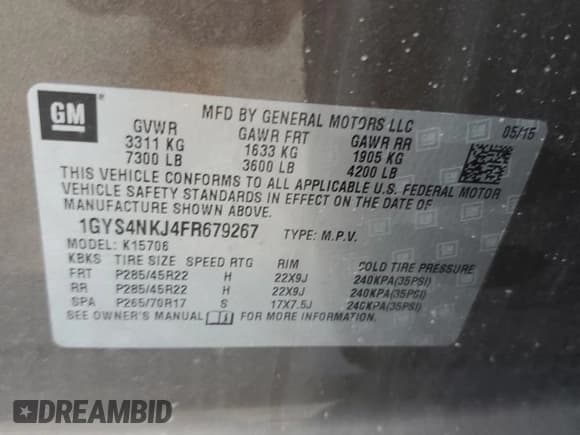 GM ®
MFD BY GENERAL MOTORS LLC 05/15
GVWR GAWR FRT GAWR RR
3311 KG 1633 KG 1905 KG
7300 LB 3600 LB 4200 LB
THIS VEHICLE CONFORMS TO ALL APPLICABLE U.S. FEDERAL MOTOR
VEHICLE SAFETY STANDARDS IN EFFECT ON THE DATE OF
MANUFACTURE SHOWN ABOVE.
1GYS4NKJ4FR679267 TYPE: M.P.V.
MODEL: K15706
KBKS TIRE SIZE SPEED RTG RIM COLD TIRE PRESSURE
FRT P285/45R22 H 22X9J 240KPA(35PSI)
RR P285/45R22 H 22X9J 240KPA(35PSI)
SPA P265/70R17 S 17X7.5J 240KPA(35PSI)
SEE OWNER'S MANUAL FOR MORE INFORMATION
DREAMBID